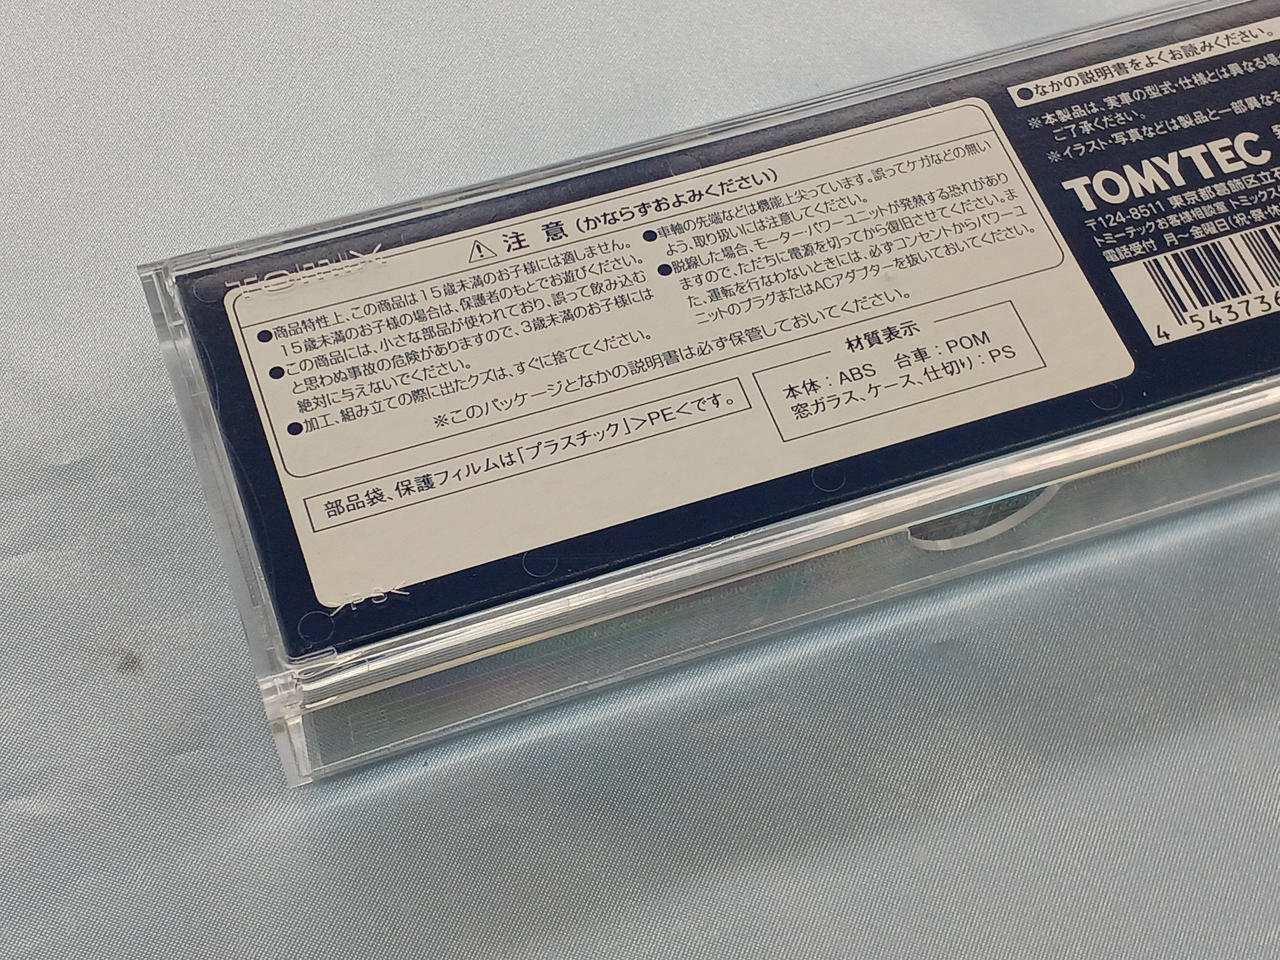 TOMIX
⚠注意(かならずおよみください)
●商品特性上、この商品は15歳未満のお子様には適しません。
15歳未満のお子様の場合は、保護者のもとでお遊びください。
●この商品には、小さな部品が使われており、誤って飲み込む
と思わぬ事故の危険がありますので、3歳未満のお子様には
絶対に与えないでください。
●加工、組み立ての際に出たクズは、すぐに捨ててください。
●車軸の先端などは機能上尖っています。誤ってケガなどの無い
よう、取り扱いには注意してください。
●脱線した場合、モーター・パワーユニットが発熱する恐れがあり
ますので、ただちに電源を切ってから復旧させてください。ま
た、運転を行なわないときには、必ずコンセントからパワーユ
ニットのプラグまたはACアダプターを抜いておいてください。
※このパッケージとなかの説明書は必ず保管しておいてください。
部品袋、保護フィルムは「プラスチック」>PE<です。
材質表示
本体：ABS 台車：POM
窓ガラス、ケース、仕切り：PS
>PS<
●なかの説明書をよくお読みください。
※本製品は、実車の型式・仕様とは異なる場
ご了承ください。
※イラスト・写真などは製品と一部異なる
TOMYTEC
〒124-8511 東京都葛飾区立石
トミーテックお客様相談室 トミックス
電話受付 月〜金曜日(祝・祭・
4 543736